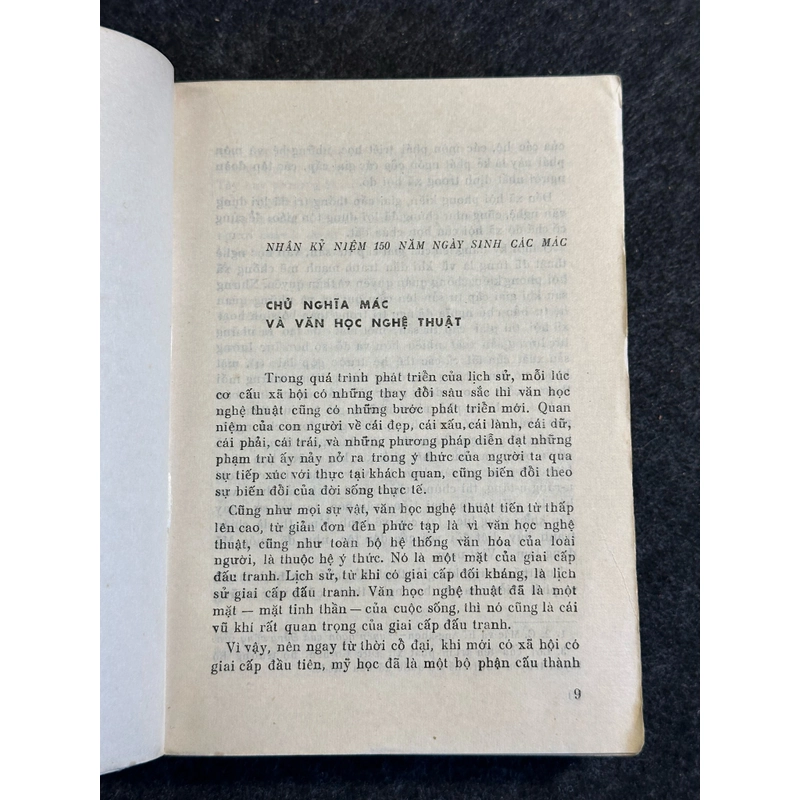 NHÂN KỶ NIỆM 150 NĂM NGÀY SINH CÁC MÁC
CHỦ NGHĨA MÁC
VÀ VĂN HỌC NGHỆ THUẬT
Trong quá trình phát triển của lịch sử, mỗi lúc
cơ cấu xã hội có những thay đổi sâu sắc thì văn học
nghệ thuật cũng có những bước phát triển mới. Quan
niệm của con người về cái đẹp, cái xấu, cái lành, cái dữ,
cái phải, cái trái, và những phương pháp diễn đạt những
phạm trù ấy nảy nở ra trong ý thức của người ta qua
sự tiếp xúc với thực tại khách quan, cũng biến đổi theo
sự biến đổi của đời sống thực tế.
Cũng như mọi sự vật, văn học nghệ thuật tiến từ thấp
lên cao, từ giản đơn đến phức tạp là vì văn học nghệ
thuật, cũng như toàn bộ hệ thống văn hóa của loài
người, là thuộc hệ ý thức. Nó là một mặt của giai cấp
đấu tranh. Lịch sử, từ khi có giai cấp đối kháng, là lịch
sử giai cấp đấu tranh. Văn học nghệ thuật đã là một
mặt — mặt tinh thần — của cuộc sống, thì nó cũng là cái
vũ khí rất quan trọng của giai cấp đấu tranh.
Vì vậy, nên ngay từ thời cổ đại, khi mới có xã hội có
giai cấp đầu tiên, mỹ học đã là một bộ phận cấu thành
9